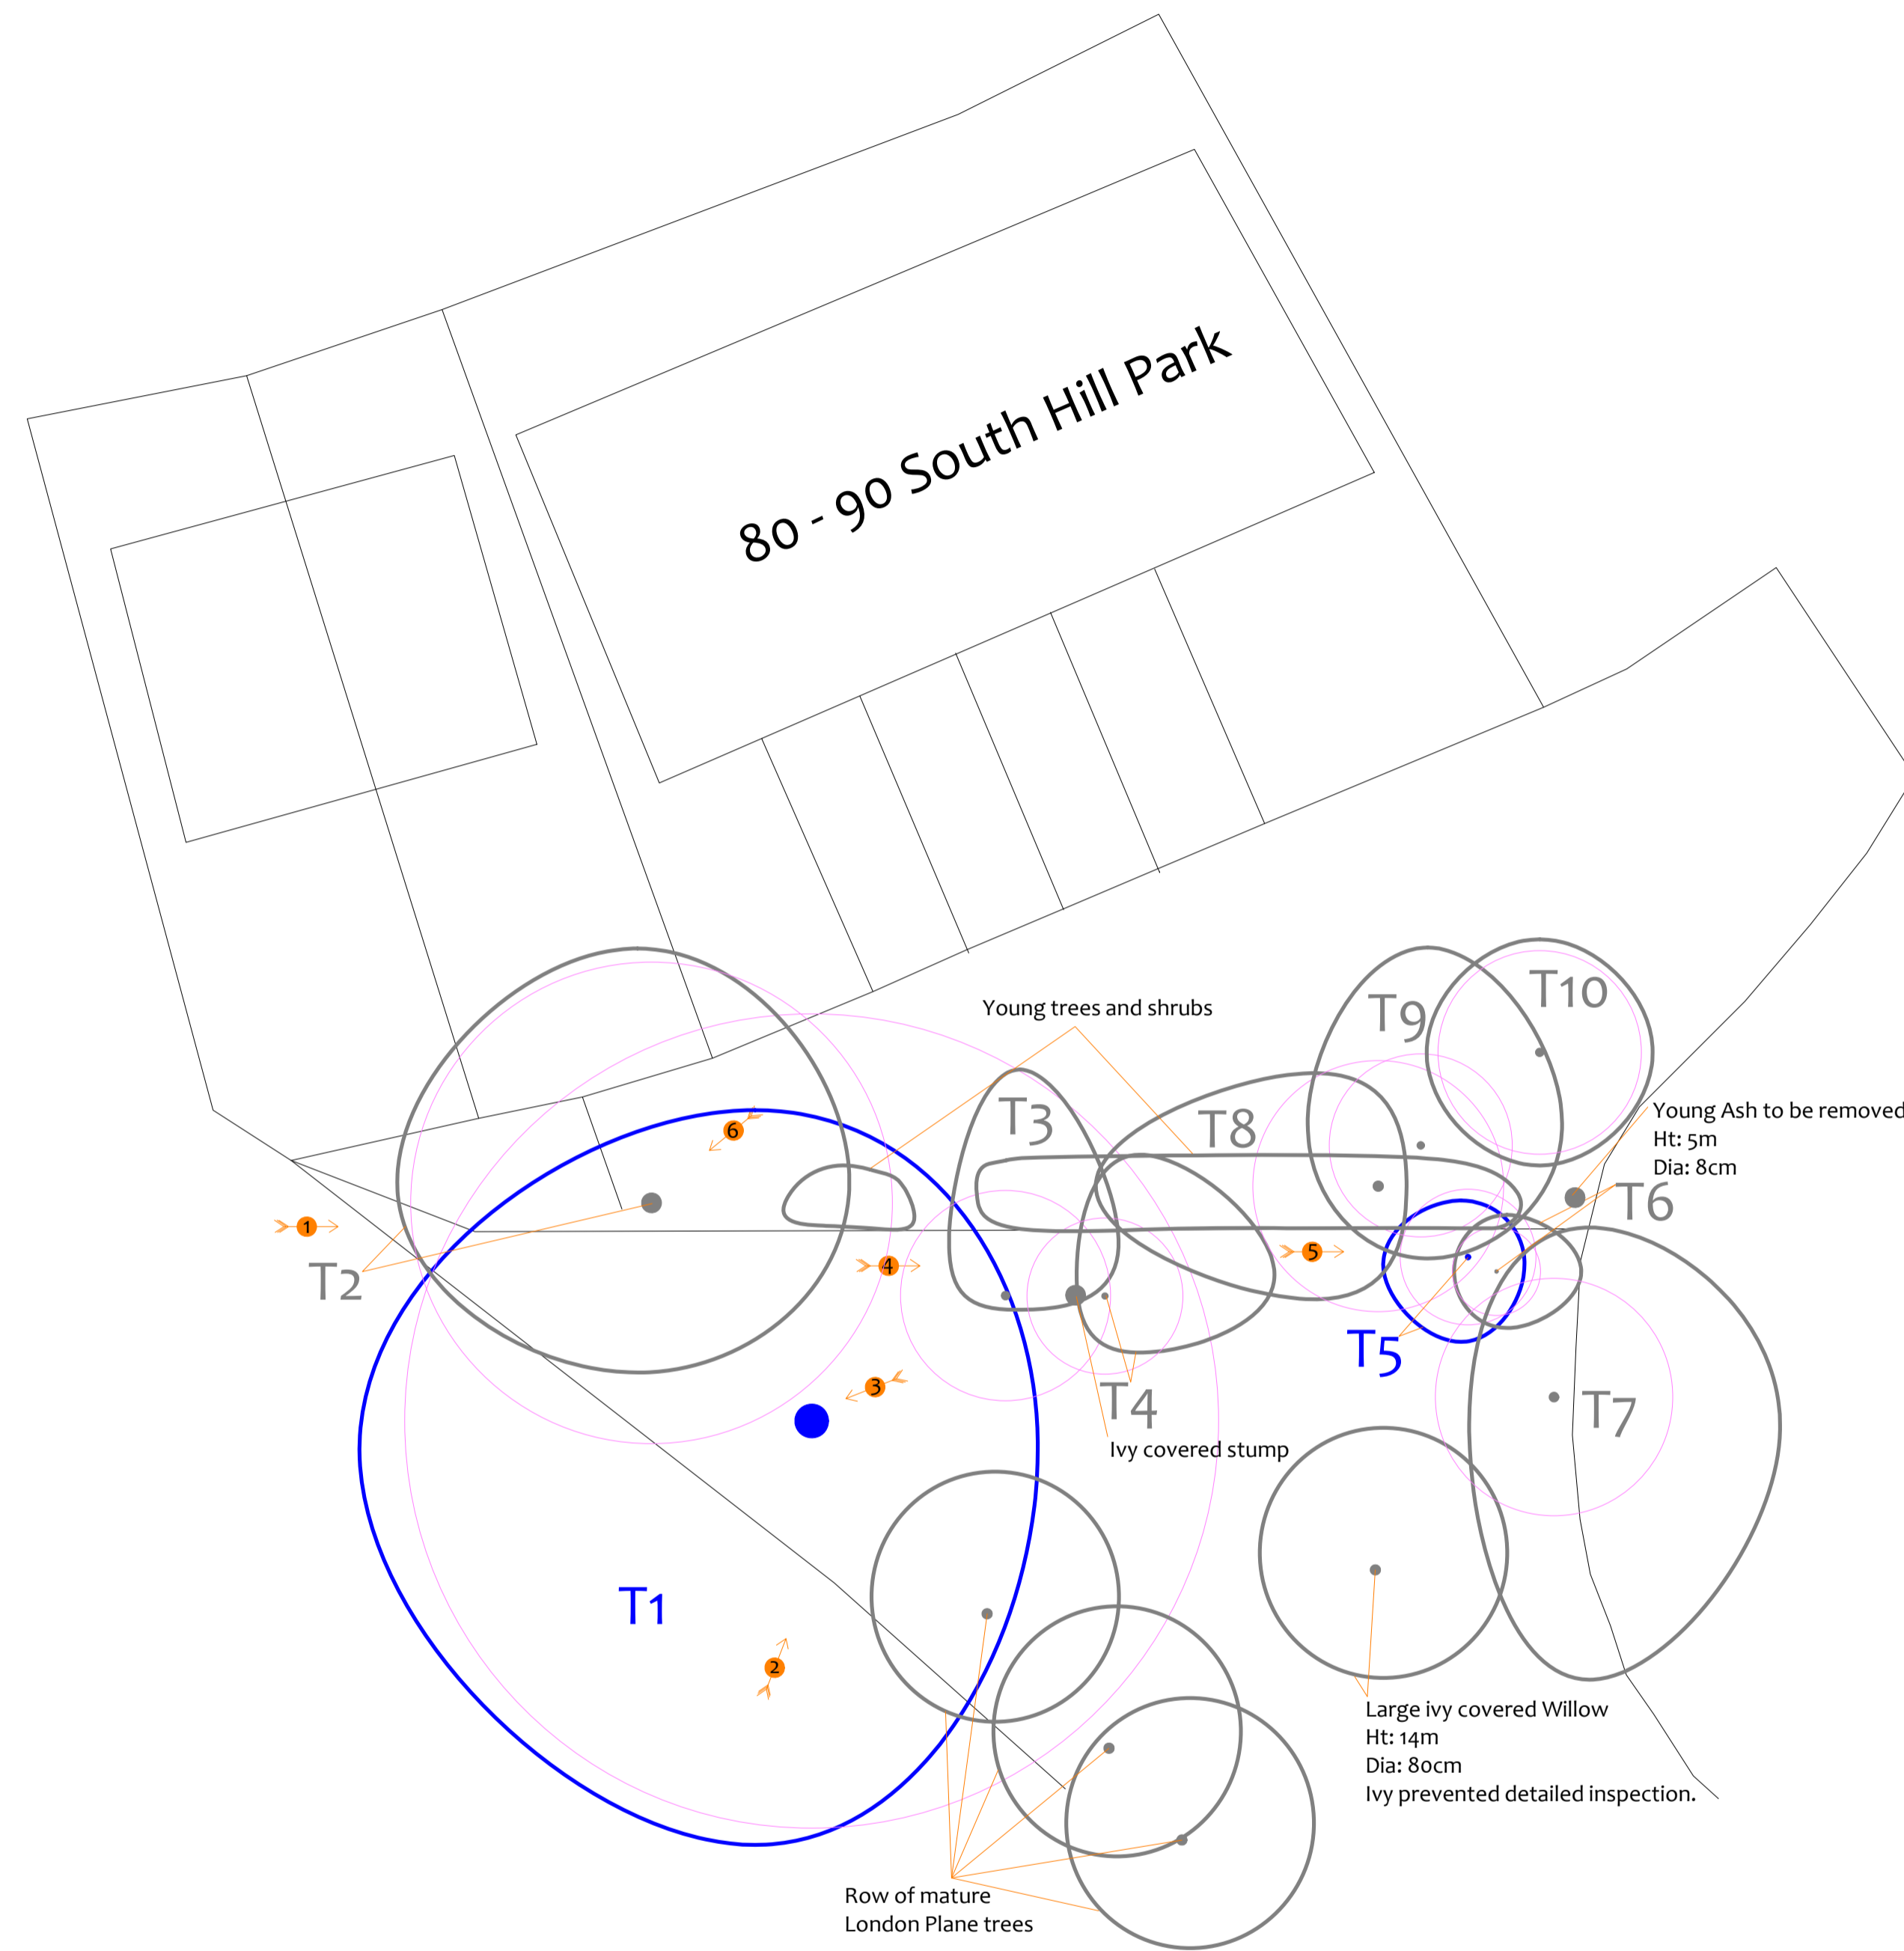 80 - 90 South Hill Park
T9
T10
Young trees and shrubs
T3
T8
Young Ash to be removed
Ht: 5m
Dia: 8cm
6
T6
1
T2
4
5
T5
3
T4
T7
Ivy covered stump
T1
2
Large ivy covered Willow
Ht: 14m
Dia: 80cm
Ivy prevented detailed inspection.
Row of mature
London Plane trees